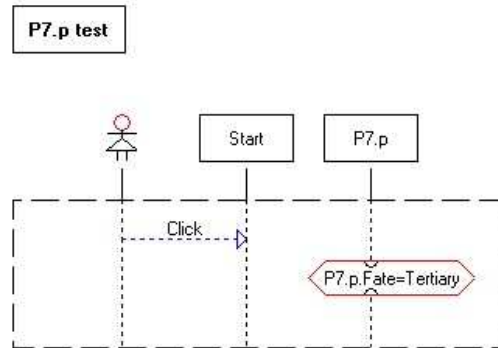 P7.p test
Start
P7.p
Click
P7.p.Fate=Tertiary